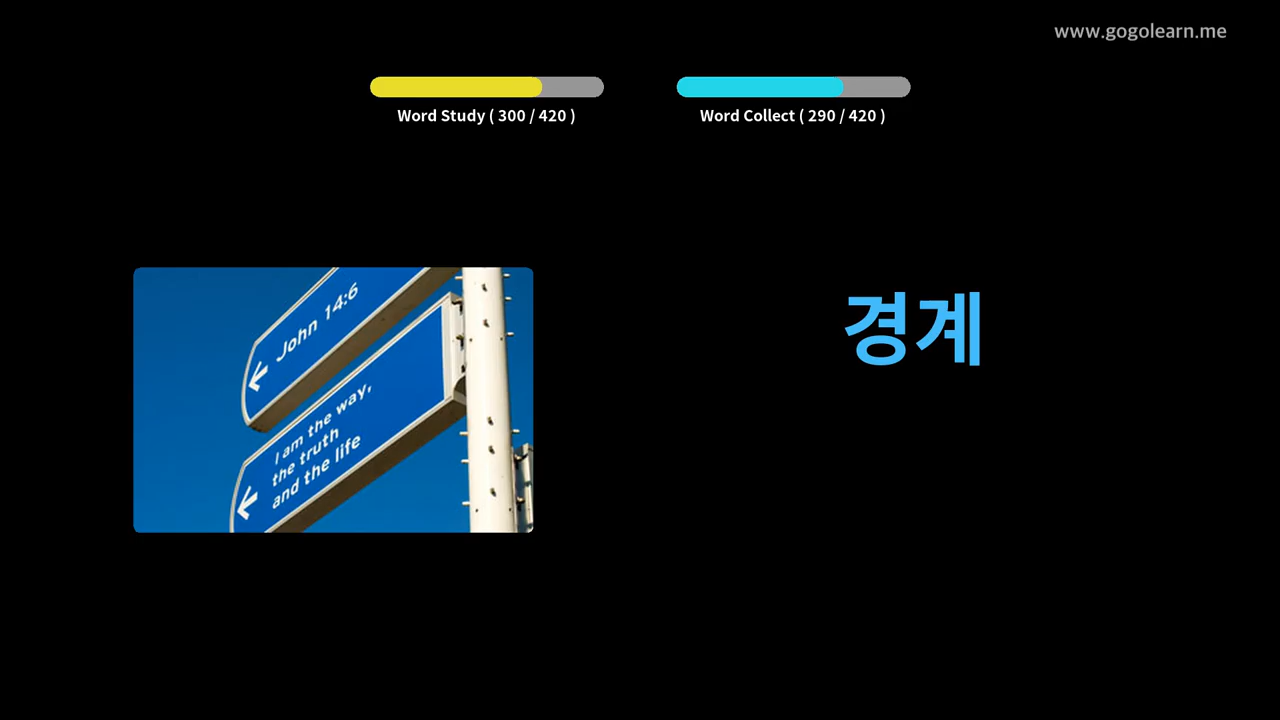 www.gogolearn.me
Word Study ( 300 / 420 )
Word Collect ( 290 / 420 )
John 14:6
I am the way,
the truth
and the life
경계